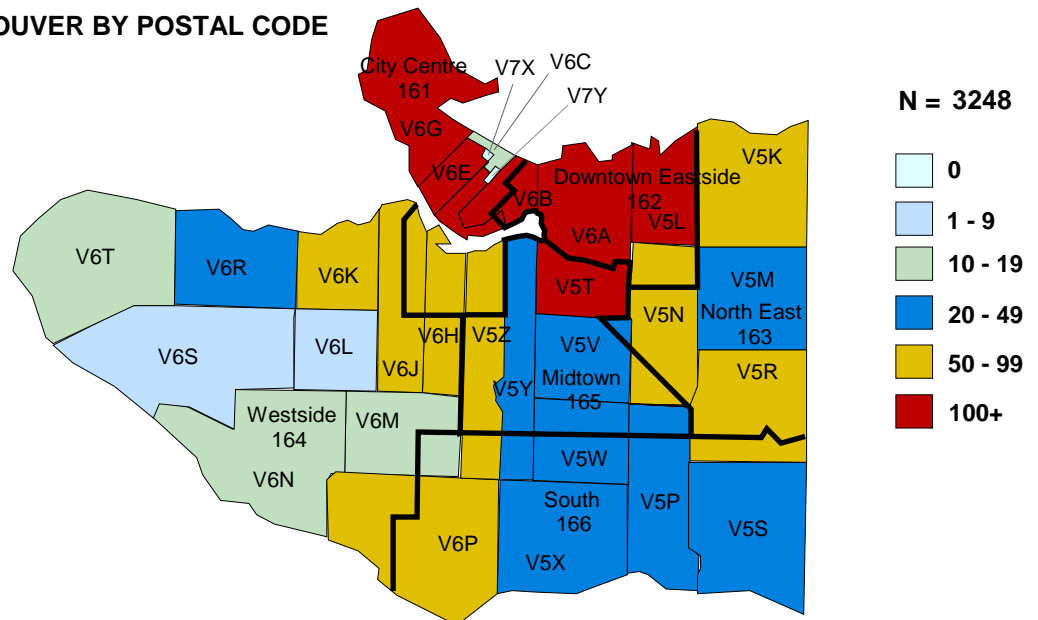 OUVER BY POSTAL CODE
City Centre
161
V7X
V6C
V7Y
N = 3248
V6G
V6E
V6B
Downtown Eastside
162
V5K
V6A
V5L
0
1 - 9
10 - 19
20 - 49
50 - 99
100+
V6T
V6R
V6K
V5T
V5M
North East
163
V6S
V6L
V6J
V6H
V5Z
V5Y
V5V
V5N
Midtown
165
V5R
Westside
164
V6M
V6N
V5W
South
166
V5P
V5S
V6P
V5X